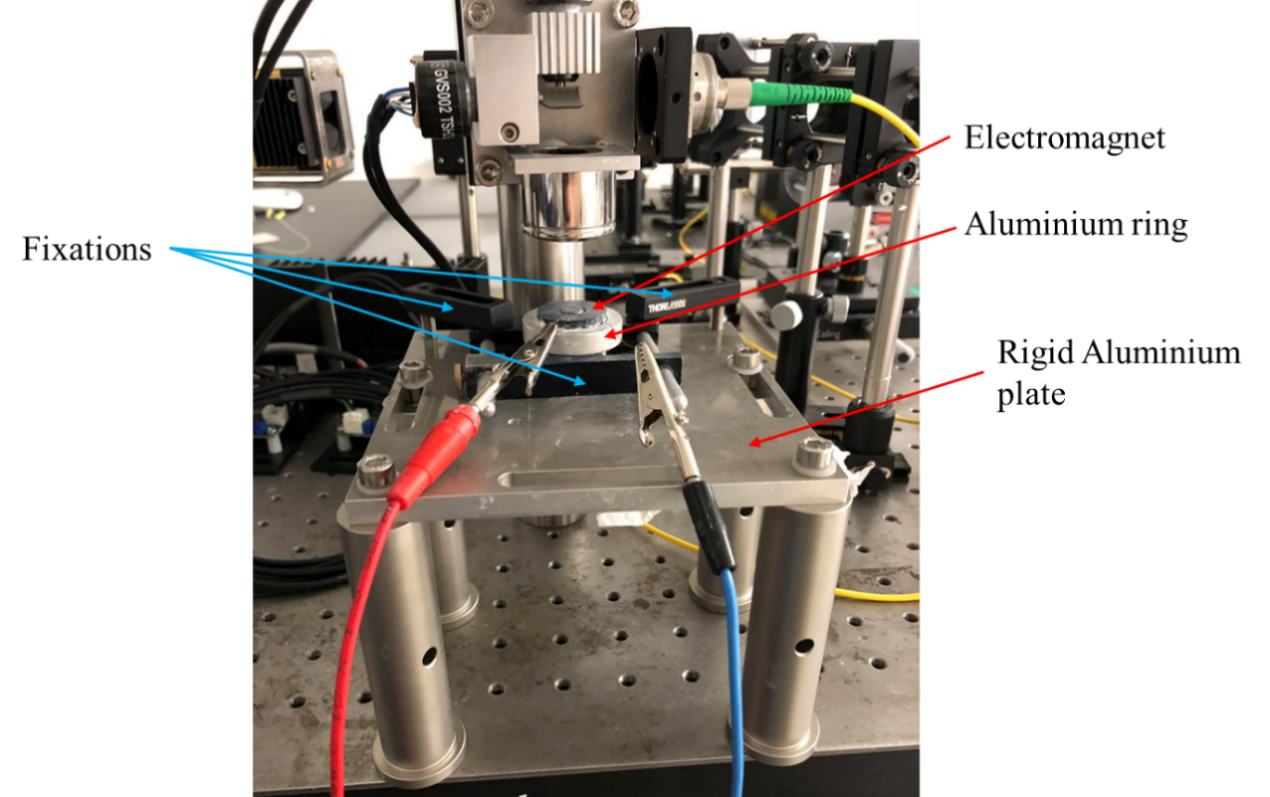 Electromagnet
Aluminium ring
Fixations
Rigid Aluminium
plate
GVS002
THORLABS